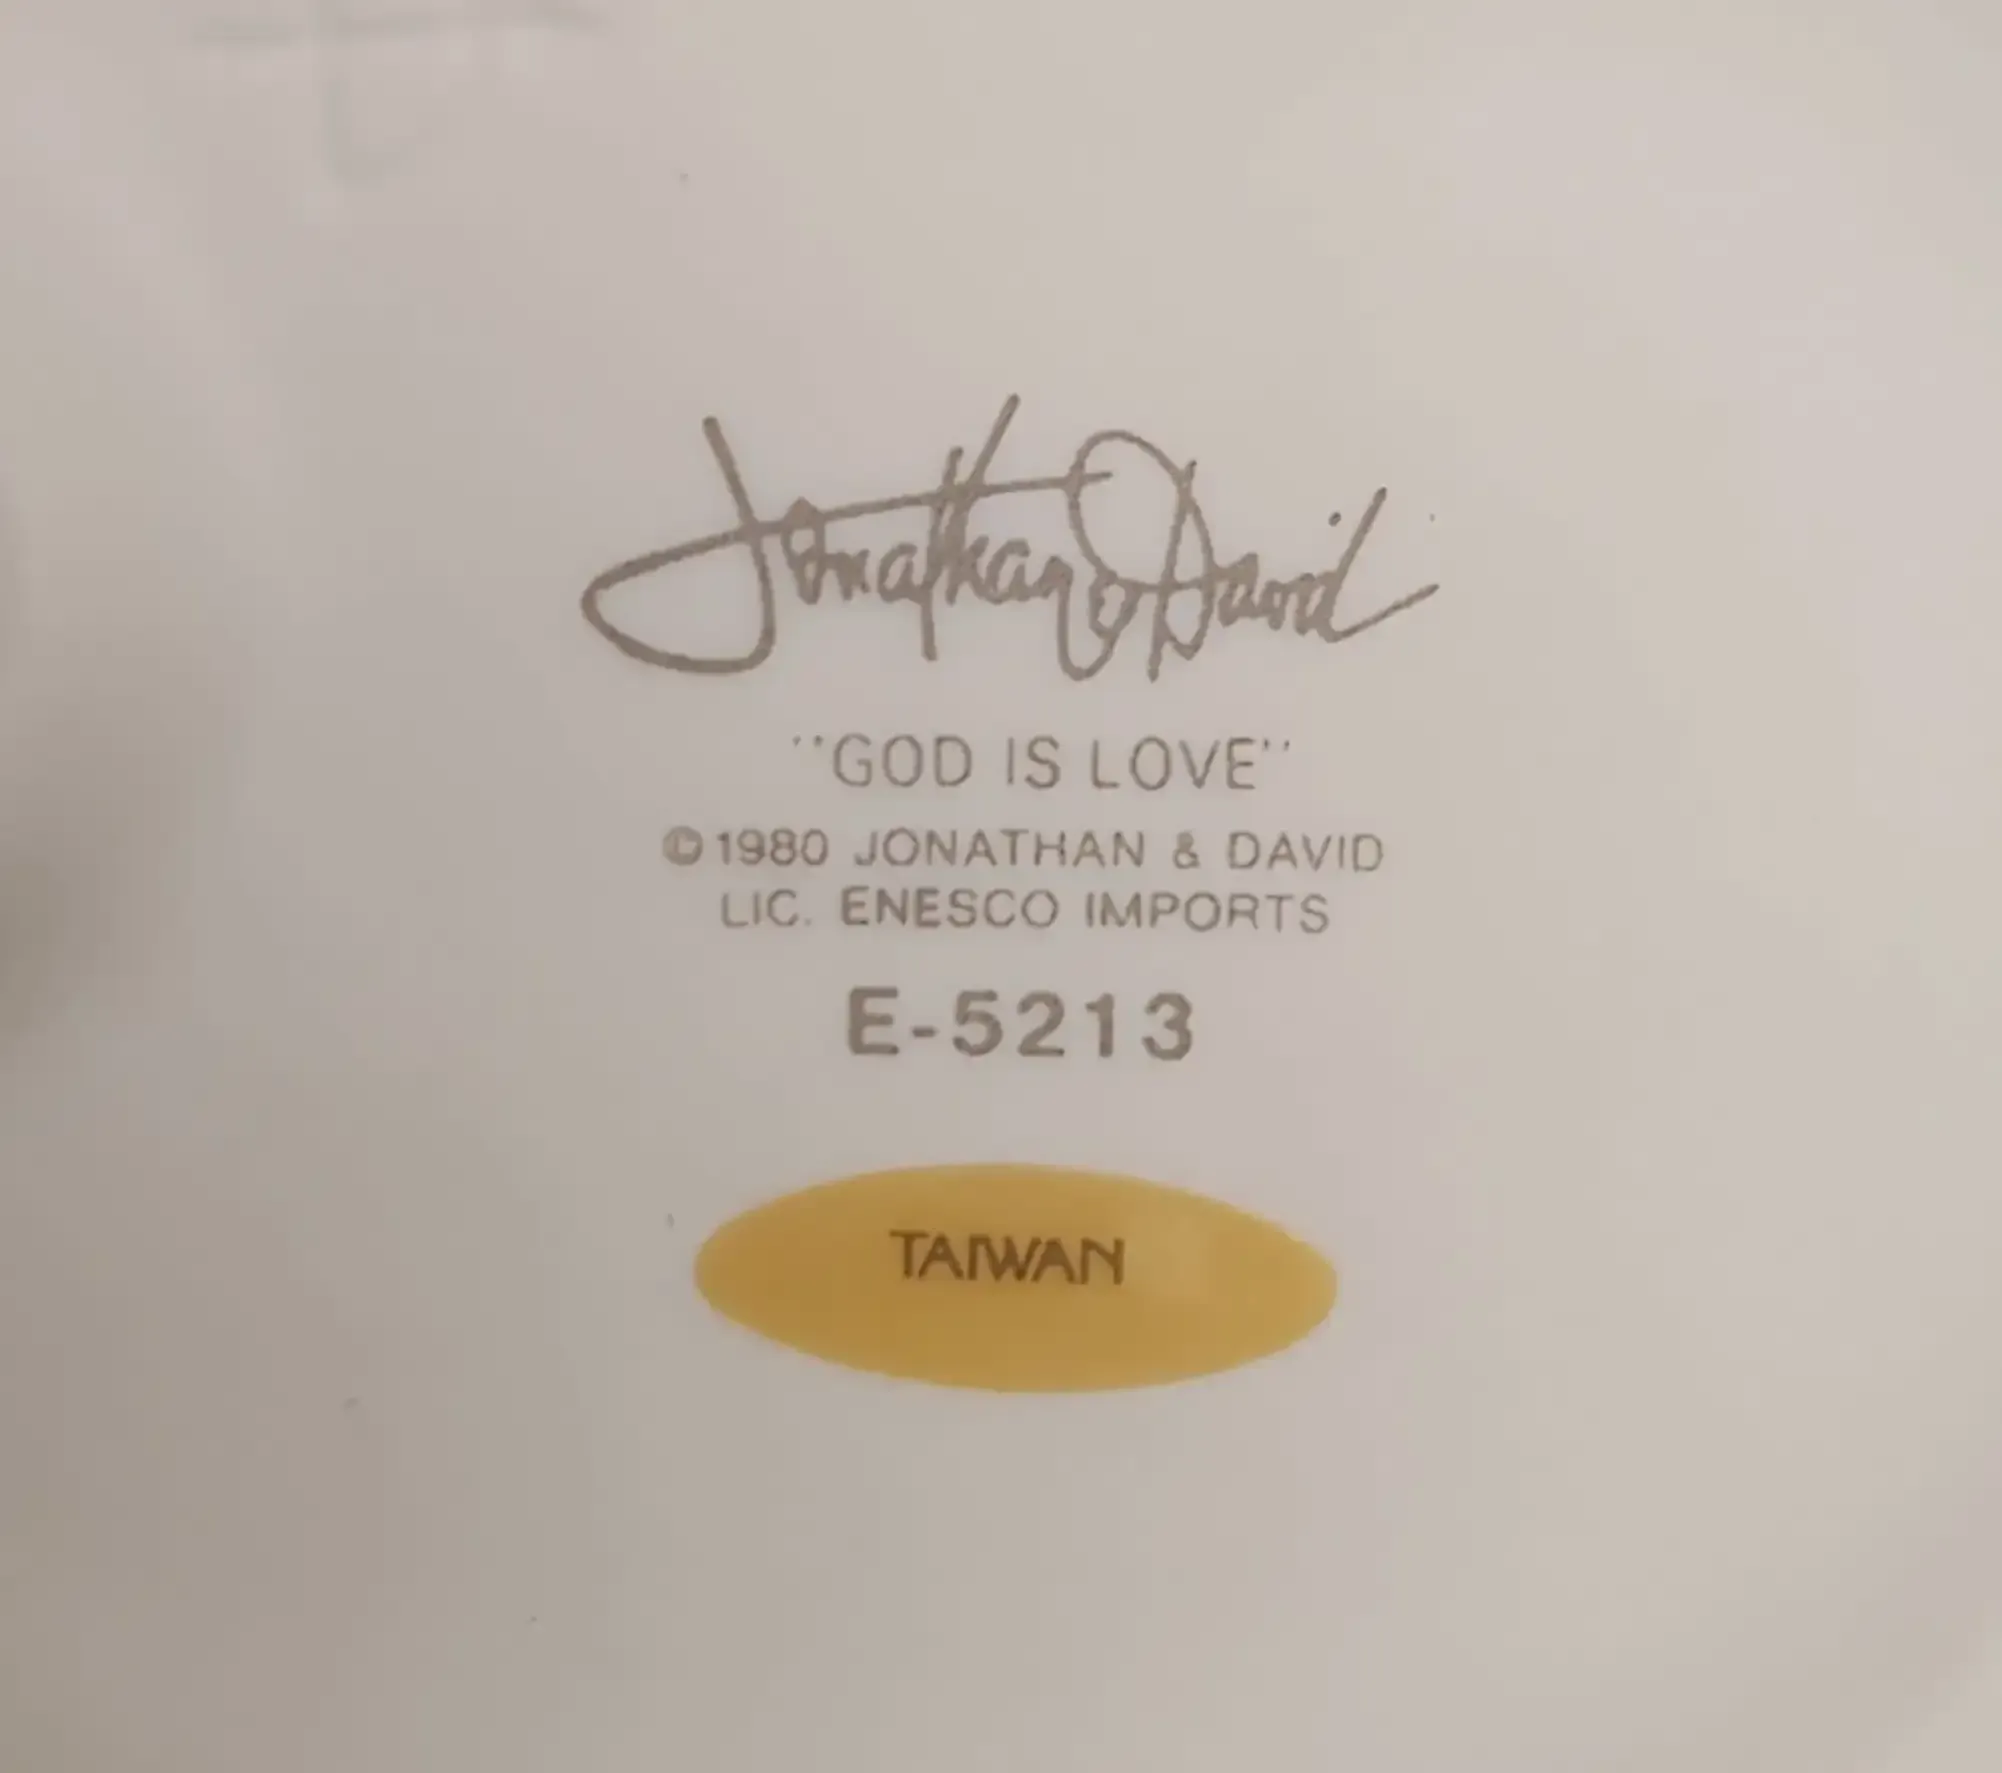 Jonathan & David
"GOD IS LOVE"
© 1980 JONATHAN & DAVID
LIC. ENESCO IMPORTS
E-5213
TAIWAN